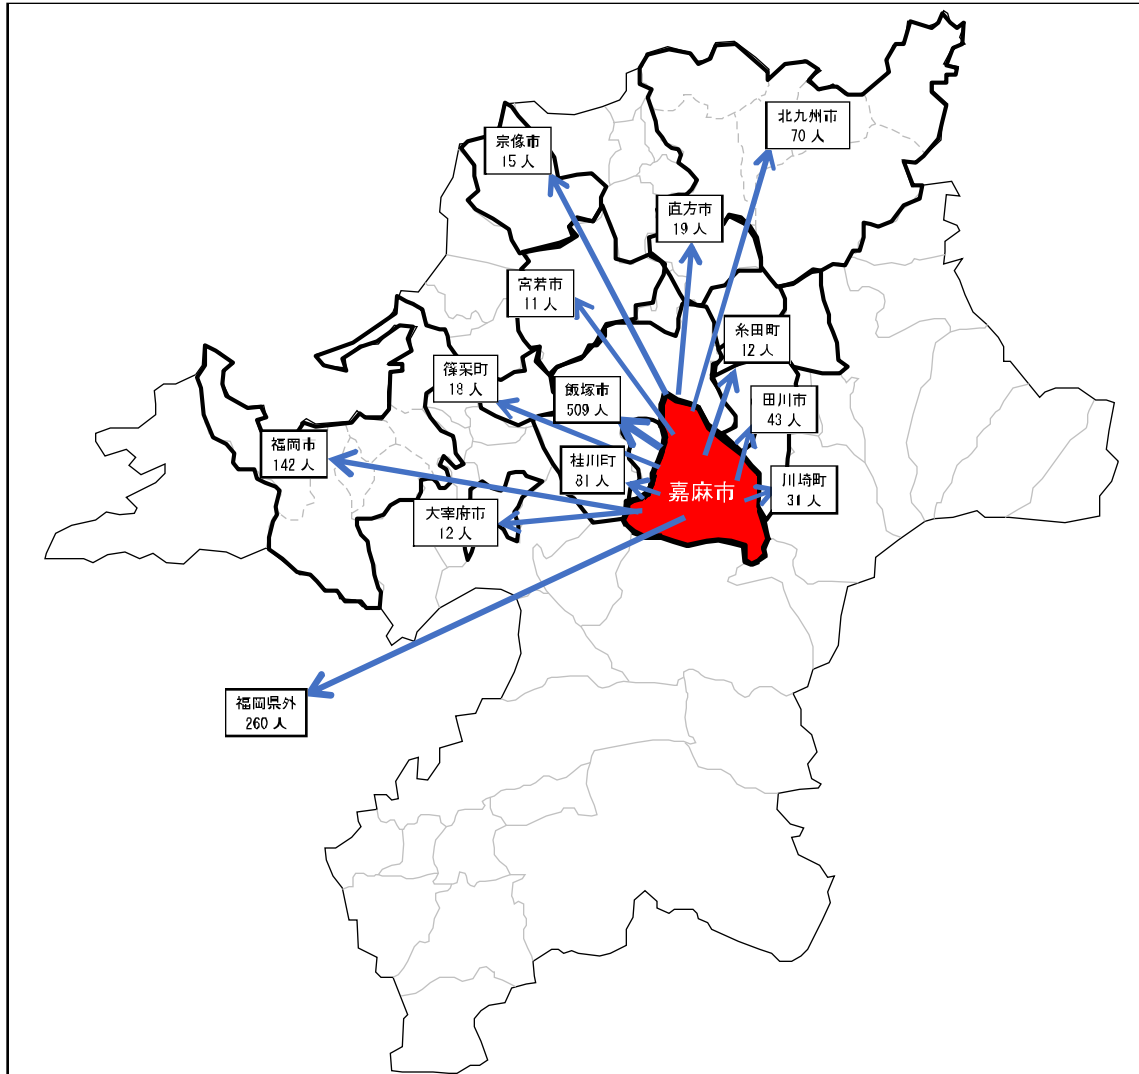 北九州市
70 人
宗像市
15 人
直方市
19 人
宮若市
11 人
糸田町
12 人
篠栗町
18 人
飯塚市
509 人
田川市
43 人
福岡市
142 人
桂川町
81 人
嘉麻市
川崎町
31 人
大宰府市
12 人
福岡県外
260 人